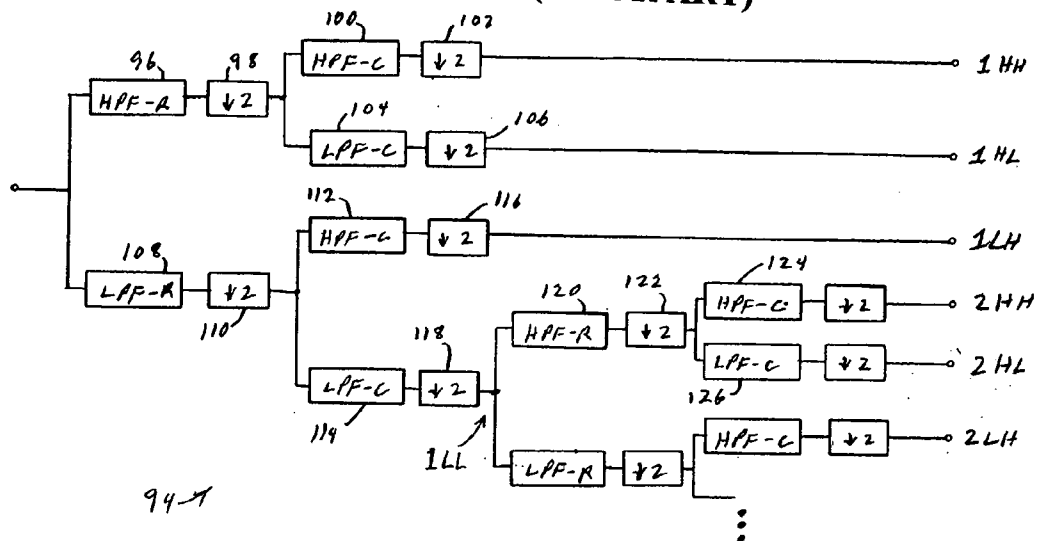 100 102
96 98 HPF-C ↓2 1HH
HPF-R ↓2
104 106
LPF-C ↓2 1HL
112 116
HPF-C ↓2 1LH
108
LPF-R ↓2
110
124
120 122 HPF-C ↓2 2HH
HPF-R ↓2
118 LPF-C ↓2 2HL
LPF-C ↓2 126
114
1LL HPF-C ↓2 2LH
LPF-R ↓2
94